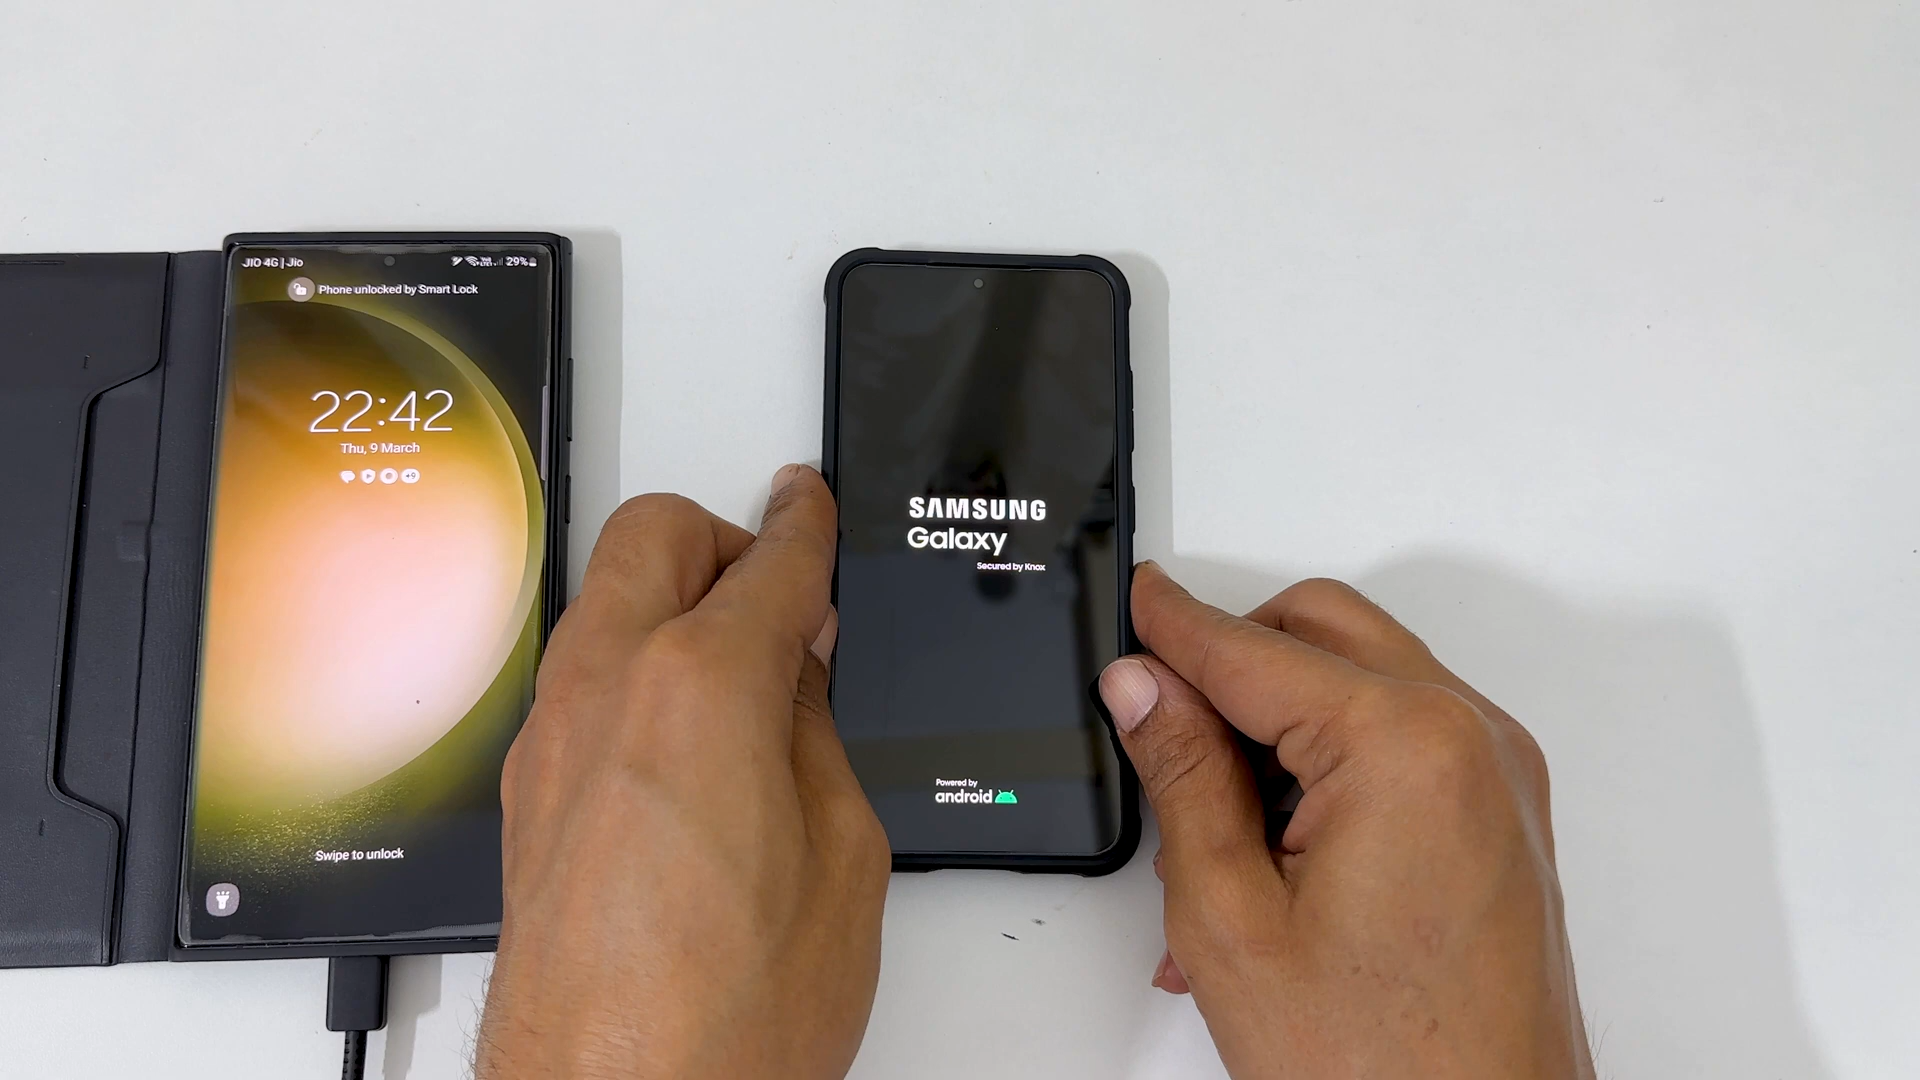 JIO 4G | Jio
29%
Phone unlocked by Smart Lock
22:42
Thu, 9 March
+9
Swipe to unlock
SAMSUNG
Galaxy
Secured by Knox
Powered by
android